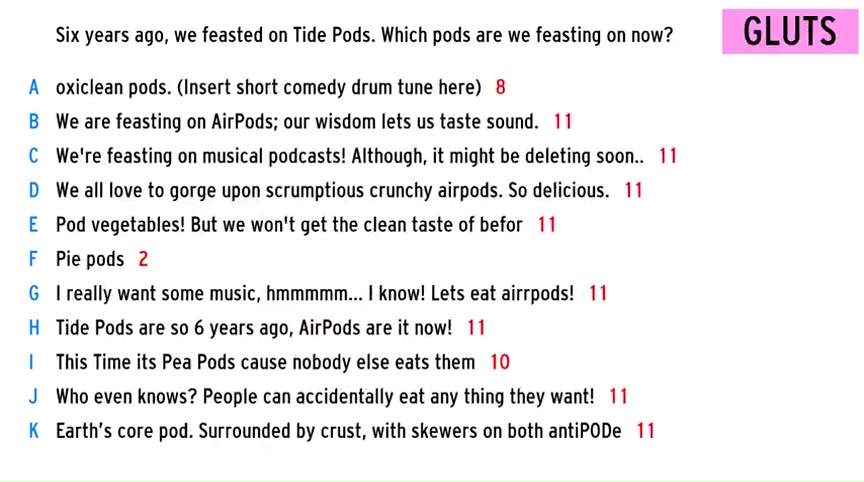 Six years ago, we feasted on Tide Pods. Which pods are we feasting on now?
GLUTS
A oxiclean pods. (Insert short comedy drum tune here) 8
B We are feasting on AirPods; our wisdom lets us taste sound. 11
C We're feasting on musical podcasts! Although, it might be deleting soon.. 11
D We all love to gorge upon scrumptious crunchy airpods. So delicious. 11
E Pod vegetables! But we won't get the clean taste of befor 11
F Pie pods 2
G I really want some music, hmmmmm... I know! Lets eat airrpods! 11
H Tide Pods are so 6 years ago, AirPods are it now! 11
I This Time its Pea Pods cause nobody else eats them 10
J Who even knows? People can accidentally eat any thing they want! 11
K Earth’s core pod. Surrounded by crust, with skewers on both antiPODe 11